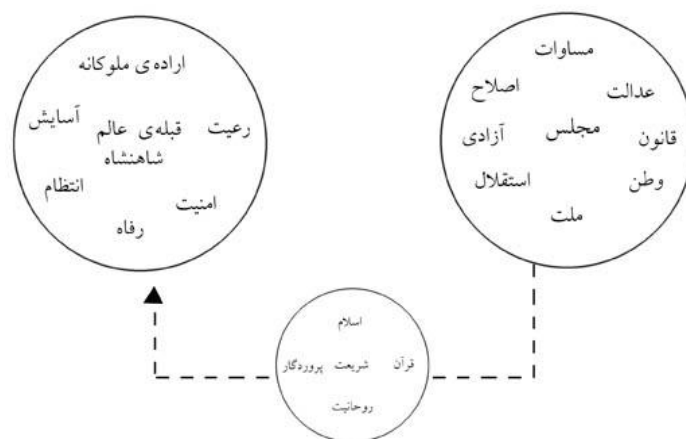 مساوات
عدالت
اصلاح
مجلس
قانون
آزادی
وطن
استقلال
ملت
اراده‌ی ملوکانه
رعیت
قبله‌ی عالم
شاهنشاه
آسایش
انتظام
امنیت
رفاه
اسلام
قرآن
شریعت
پروردگار
روحانیت